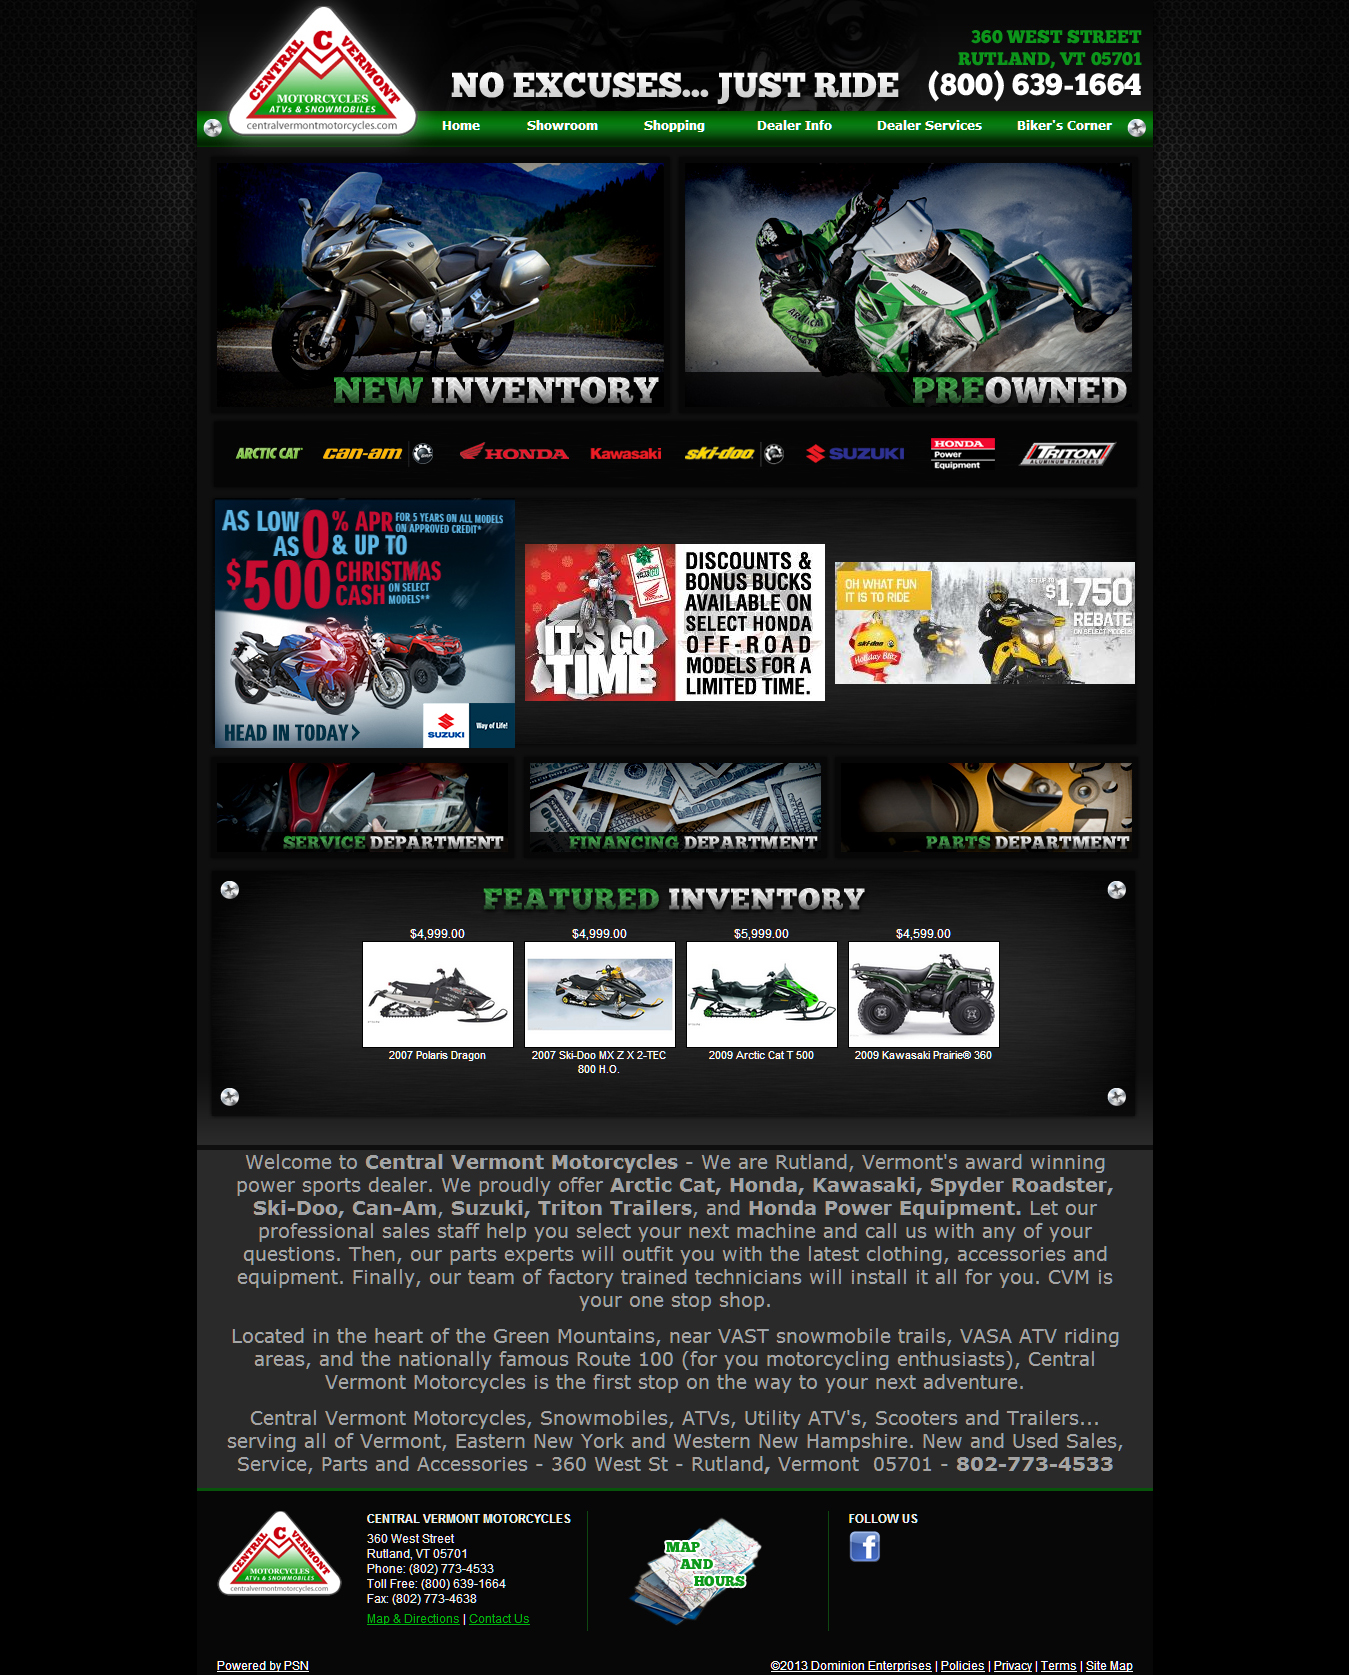 CENTRAL C VERMONT
MOTORCYCLES
ATVs & SNOWMOBILES
centralvermontmotorcycles.com
NO EXCUSES... JUST RIDE
360 WEST STREET
RUTLAND, VT 05701
(800) 639-1664
Home Showroom Shopping Dealer Info Dealer Services Biker's Corner
ARCTIC CAT
NEW INVENTORY
PREOWNED
ARCTIC CAT can-am HONDA Kawasaki ski-doo SUZUKI
HONDA
Power
Equipment
TRITON
ALUMINUM TRAILERS
AS LOW AS 0% APR FOR 5 YEARS ON ALL MODELS
ON APPROVED CREDIT*
& UP TO
$500 CHRISTMAS
CASH ON SELECT
MODELS**
HEAD IN TODAY>
SUZUKI
Way of Life!
IT'S GO
TIME
DISCOUNTS &
BONUS BUCKS
AVAILABLE ON
SELECT HONDA
OFF-ROAD
MODELS FOR A
LIMITED TIME.
OH WHAT FUN
IT IS TO RIDE
ski-doo
Holiday Blitz
GET UP TO
$1,750
REBATE
ON SELECT MODELS
SERVICE DEPARTMENT
FINANCING DEPARTMENT
PARTS DEPARTMENT
FEATURED INVENTORY
$4,999.00 $4,999.00 $5,999.00 $4,599.00
2007 Polaris Dragon
2007 Ski-Doo MX Z X 2-TEC
800 H.O.
2009 Arctic Cat T 500
2009 Kawasaki Prairie® 360
Welcome to Central Vermont Motorcycles - We are Rutland, Vermont's award winning
power sports dealer. We proudly offer Arctic Cat, Honda, Kawasaki, Spyder Roadster,
Ski-Doo, Can-Am, Suzuki, Triton Trailers, and Honda Power Equipment. Let our
professional sales staff help you select your next machine and call us with any of your
questions. Then, our parts experts will outfit you with the latest clothing, accessories and
equipment. Finally, our team of factory trained technicians will install it all for you. CVM is
your one stop shop.
Located in the heart of the Green Mountains, near VAST snowmobile trails, VASA ATV riding
areas, and the nationally famous Route 100 (for you motorcycling enthusiasts), Central
Vermont Motorcycles is the first stop on the way to your next adventure.
Central Vermont Motorcycles, Snowmobiles, ATVs, Utility ATV's, Scooters and Trailers...
serving all of Vermont, Eastern New York and Western New Hampshire. New and Used Sales,
Service, Parts and Accessories - 360 West St - Rutland, Vermont 05701 - 802-773-4533
CENTRAL C VERMONT
MOTORCYCLES
ATVs & SNOWMOBILES
centralvermontmotorcycles.com
CENTRAL VERMONT MOTORCYCLES
360 West Street
Rutland, VT 05701
Phone: (802) 773-4533
Toll Free: (800) 639-1664
Fax: (802) 773-4638
Map & Directions | Contact Us
MAP
AND
HOURS
FOLLOW US
Powered by PSN
©2013 Dominion Enterprises | Policies | Privacy | Terms | Site Map